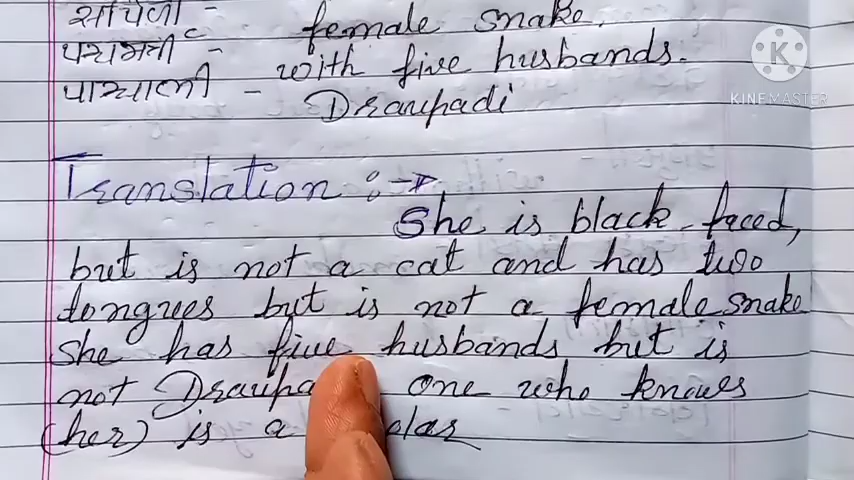 सर्पिणी - female snake.
पञ्चभर्त्री - with five husbands.
पाञ्चाली - Draupadi
KINEMASTER
Translation :-
She is black faced,
but is not a cat and has two
tongues but is not a female snake
She has five husbands but is
not one who knows
(her) is a